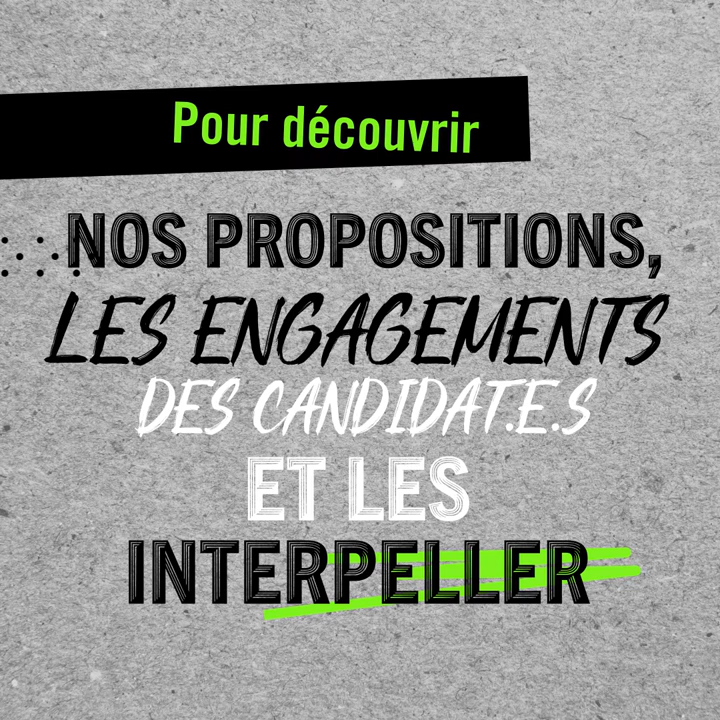 Pour découvrir
NOS PROPOSITIONS,
LES ENGAGEMENTS
DES CANDIDAT.E.S
ET LES
INTERPELLER